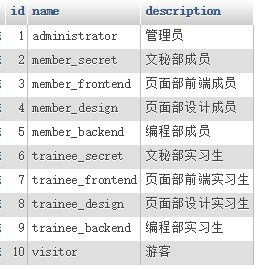 id name description
1 administrator 管理员
2 member_secret 文秘部成员
3 member_frontend 页面部前端成员
4 member_design 页面部设计成员
5 member_backend 编程部成员
6 trainee_secret 文秘部实习生
7 trainee_frontend 页面部前端实习生
8 trainee_design 页面部设计实习生
9 trainee_backend 编程部实习生
10 visitor 游客